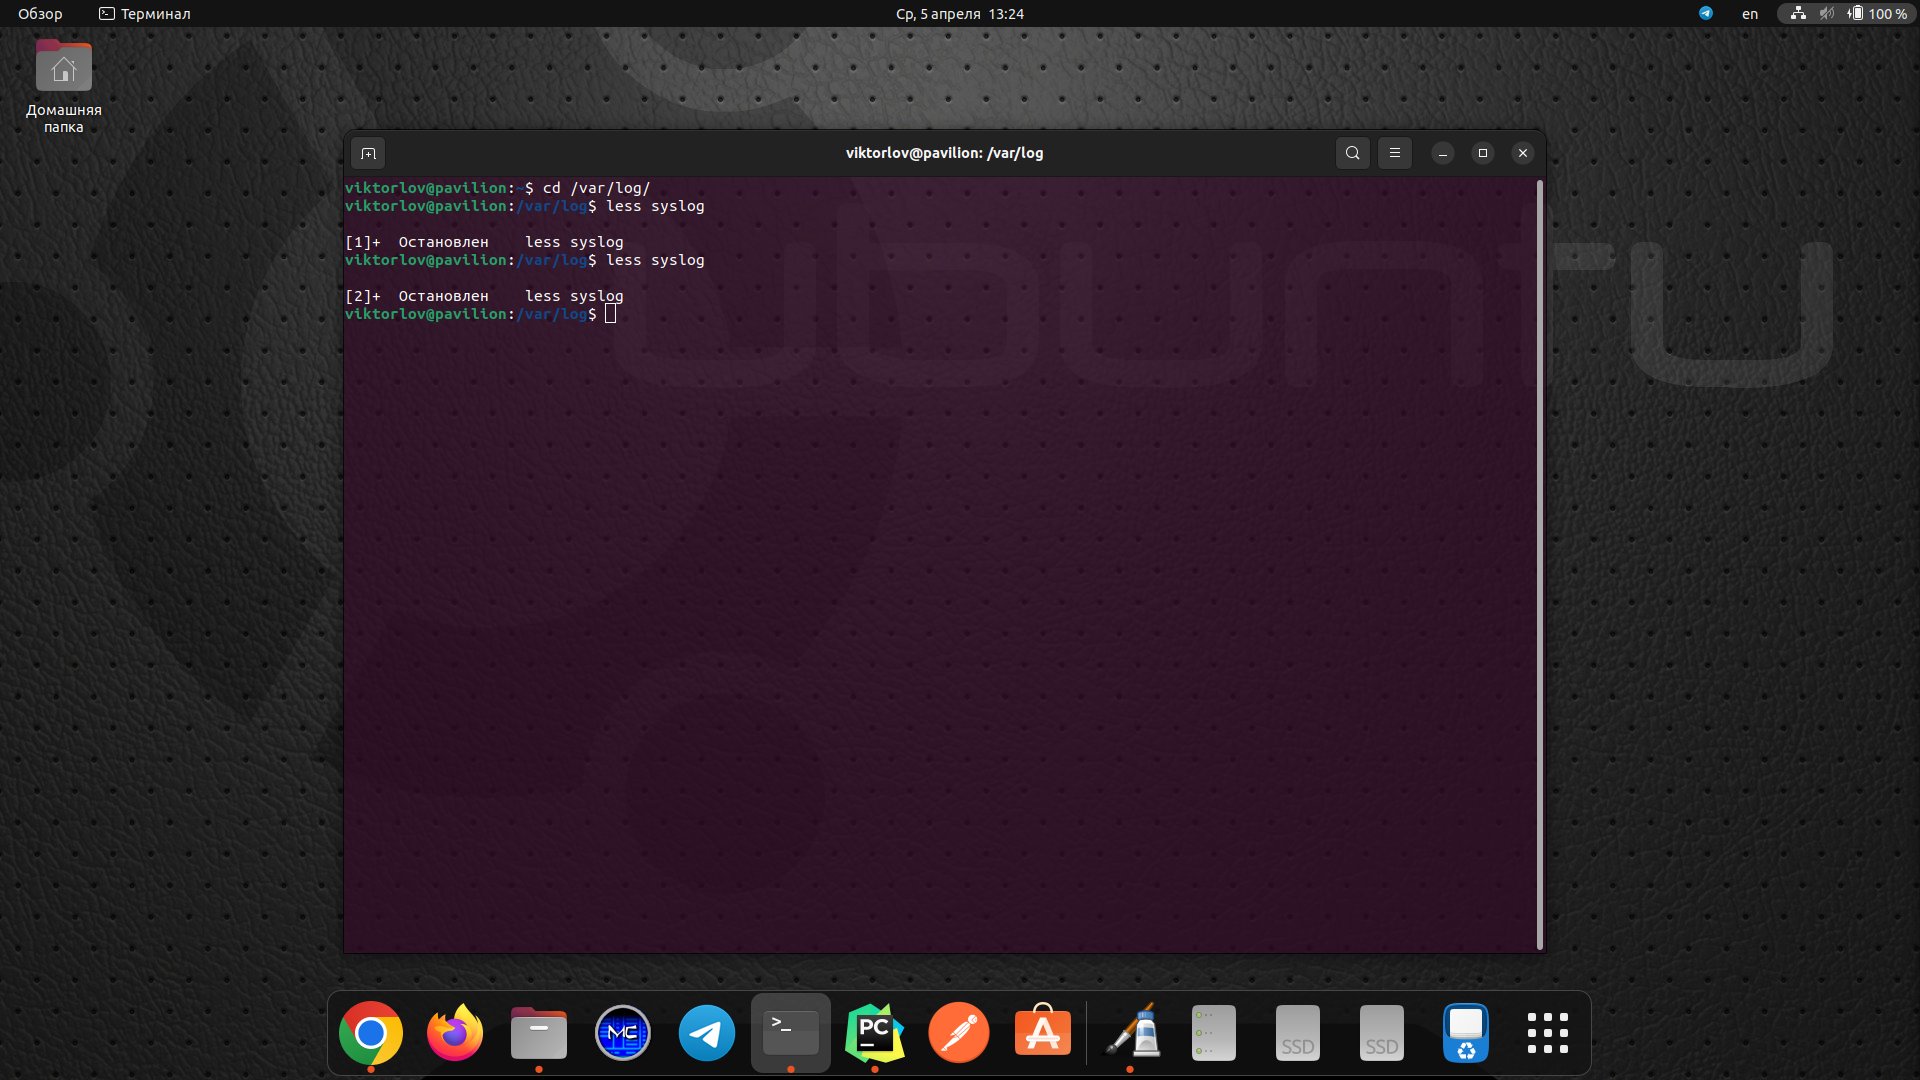 Обзор Терминал Ср, 5 апреля 13:24 en 100 %
Домашняя
папка
viktorlov@pavilion: /var/log
viktorlov@pavilion:~$ cd /var/log/
viktorlov@pavilion:/var/log$ less syslog
[1]+ Остановлен less syslog
viktorlov@pavilion:/var/log$ less syslog
[2]+ Остановлен less syslog
viktorlov@pavilion:/var/log$
ubuntu
MC >_ PC A SSD SSD